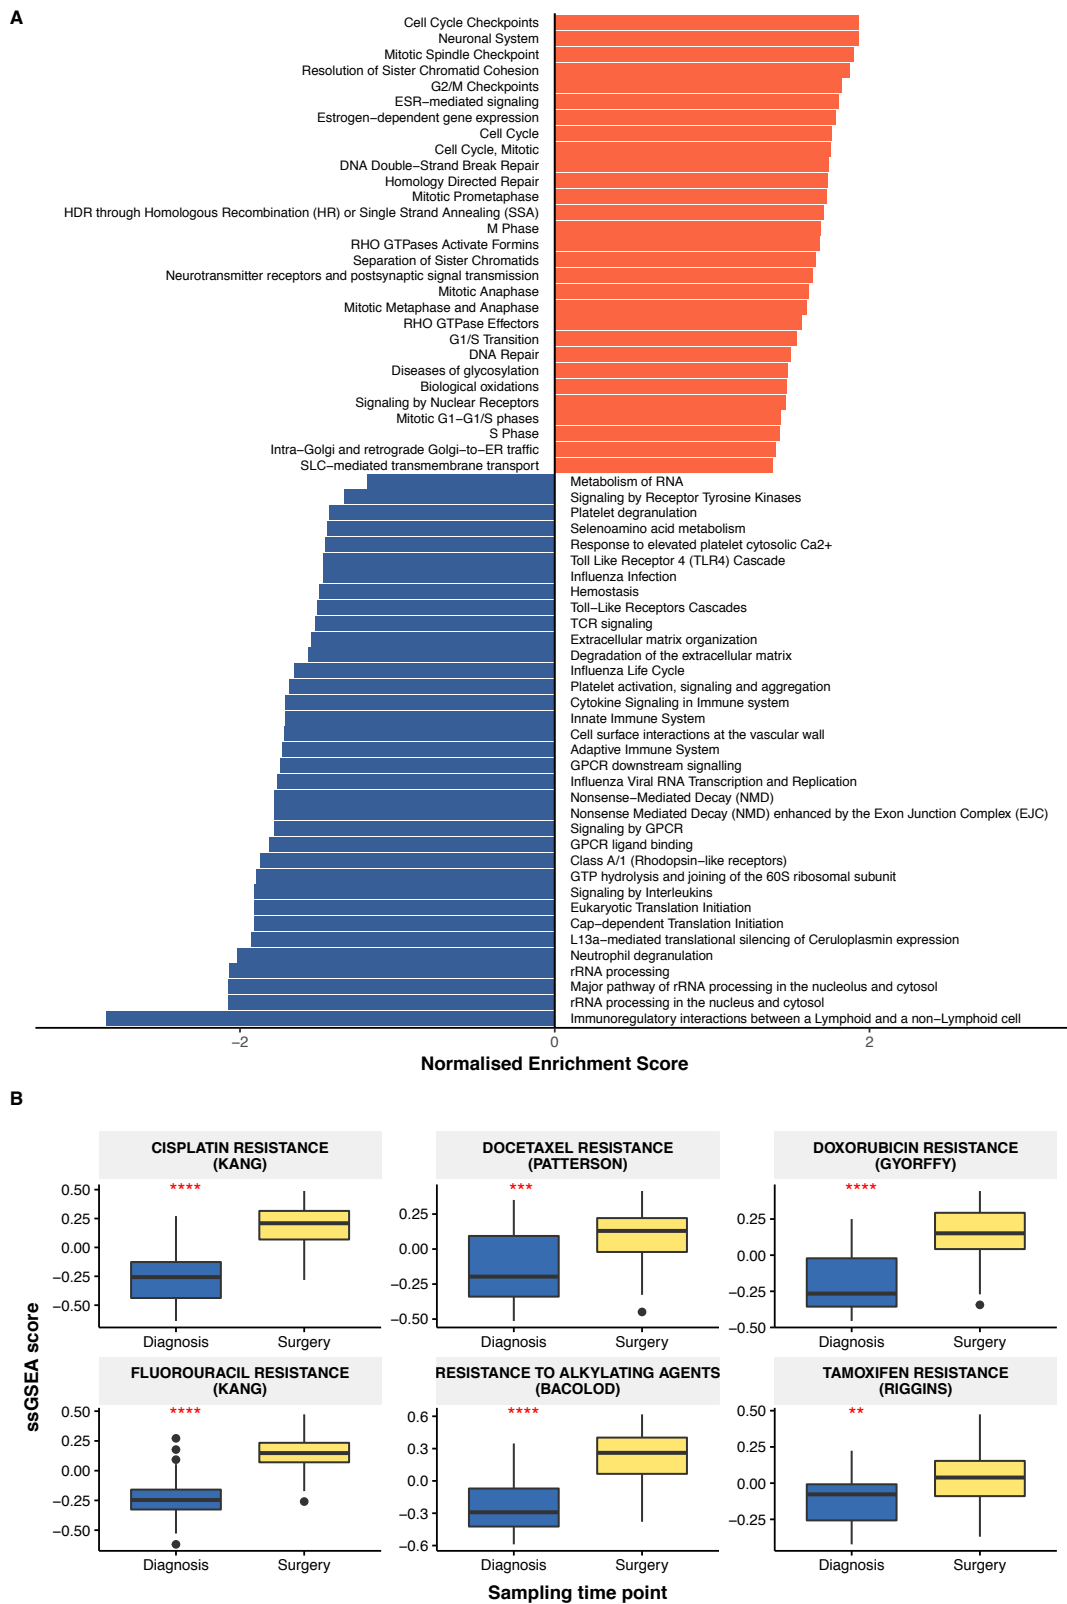 A
Cell Cycle Checkpoints
Neuronal System
Mitotic Spindle Checkpoint
Resolution of Sister Chromatid Cohesion
G2/M Checkpoints
ESR−mediated signaling
Estrogen−dependent gene expression
Cell Cycle
Cell Cycle, Mitotic
DNA Double−Strand Break Repair
Homology Directed Repair
Mitotic Prometaphase
HDR through Homologous Recombination (HR) or Single Strand Annealing (SSA)
M Phase
RHO GTPases Activate Formins
Separation of Sister Chromatids
Neurotransmitter receptors and postsynaptic signal transmission
Mitotic Anaphase
Mitotic Metaphase and Anaphase
RHO GTPase Effectors
G1/S Transition
DNA Repair
Diseases of glycosylation
Biological oxidations
Signaling by Nuclear Receptors
Mitotic G1−G1/S phases
S Phase
Intra−Golgi and retrograde Golgi−to−ER traffic
SLC−mediated transmembrane transport
Metabolism of RNA
Signaling by Receptor Tyrosine Kinases
Platelet degranulation
Selenoamino acid metabolism
Response to elevated platelet cytosolic Ca2+
Toll Like Receptor 4 (TLR4) Cascade
Influenza Infection
Hemostasis
Toll−Like Receptors Cascades
TCR signaling
Extracellular matrix organization
Degradation of the extracellular matrix
Influenza Life Cycle
Platelet activation, signaling and aggregation
Cytokine Signaling in Immune system
Innate Immune System
Cell surface interactions at the vascular wall
Adaptive Immune System
GPCR downstream signalling
Influenza Viral RNA Transcription and Replication
Nonsense−Mediated Decay (NMD)
Nonsense Mediated Decay (NMD) enhanced by the Exon Junction Complex (EJC)
Signaling by GPCR
GPCR ligand binding
Class A/1 (Rhodopsin−like receptors)
GTP hydrolysis and joining of the 60S ribosomal subunit
Signaling by Interleukins
Eukaryotic Translation Initiation
Cap−dependent Translation Initiation
L13a−mediated translational silencing of Ceruloplasmin expression
Neutrophil degranulation
rRNA processing
Major pathway of rRNA processing in the nucleolus and cytosol
rRNA processing in the nucleus and cytosol
Immunoregulatory interactions between a Lymphoid and a non−Lymphoid cell
−2 0 2
Normalised Enrichment Score
B
ssGSEA score
CISPLATIN RESISTANCE
(KANG)
****
0.50
0.25
0.00
−0.25
−0.50
Diagnosis Surgery
DOCETAXEL RESISTANCE
(PATTERSON)
***
0.25
0.00
−0.25
−0.50
Diagnosis Surgery
DOXORUBICIN RESISTANCE
(GYORFFY)
****
0.25
0.00
−0.25
−0.50
Diagnosis Surgery
FLUOROURACIL RESISTANCE
(KANG)
****
0.50
0.25
0.00
−0.25
−0.50
Diagnosis Surgery
RESISTANCE TO ALKYLATING AGENTS
(BACOLOD)
****
0.6
0.3
0.0
−0.3
−0.6
Diagnosis Surgery
TAMOXIFEN RESISTANCE
(RIGGINS)
**
0.50
0.25
0.00
−0.25
Diagnosis Surgery
Sampling time point